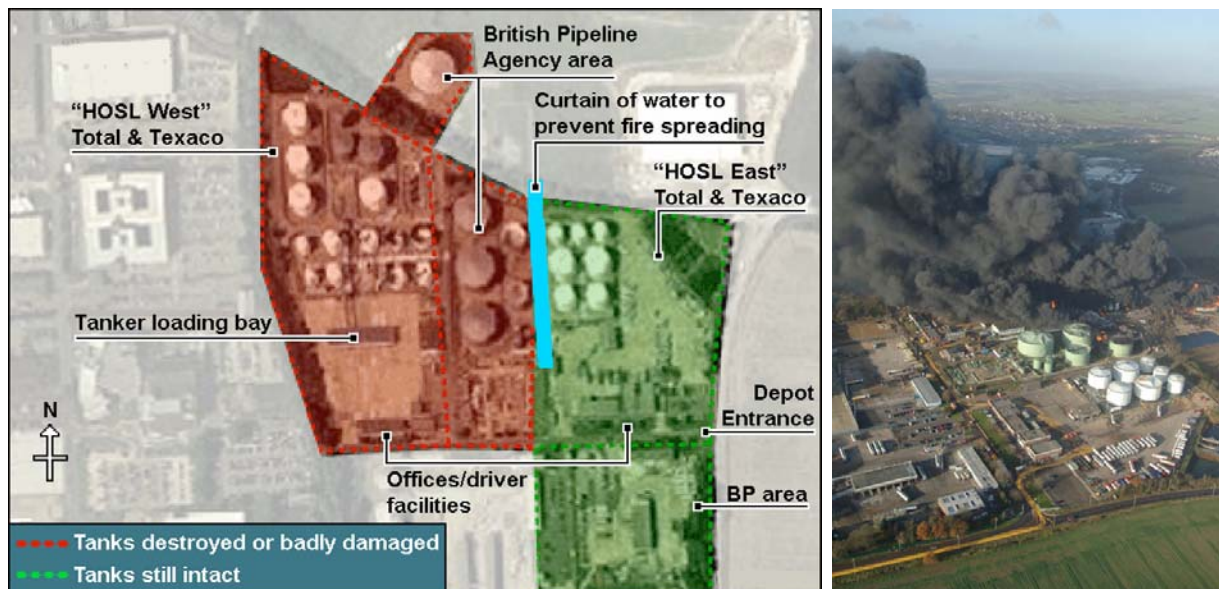 British Pipeline
Agency area
"HOSL West"
Total & Texaco
Curtain of water to
prevent fire spreading
"HOSL East"
Total & Texaco
Tanker loading bay
N
Depot
Entrance
Offices/driver
facilities
BP area
Tanks destroyed or badly damaged
Tanks still intact